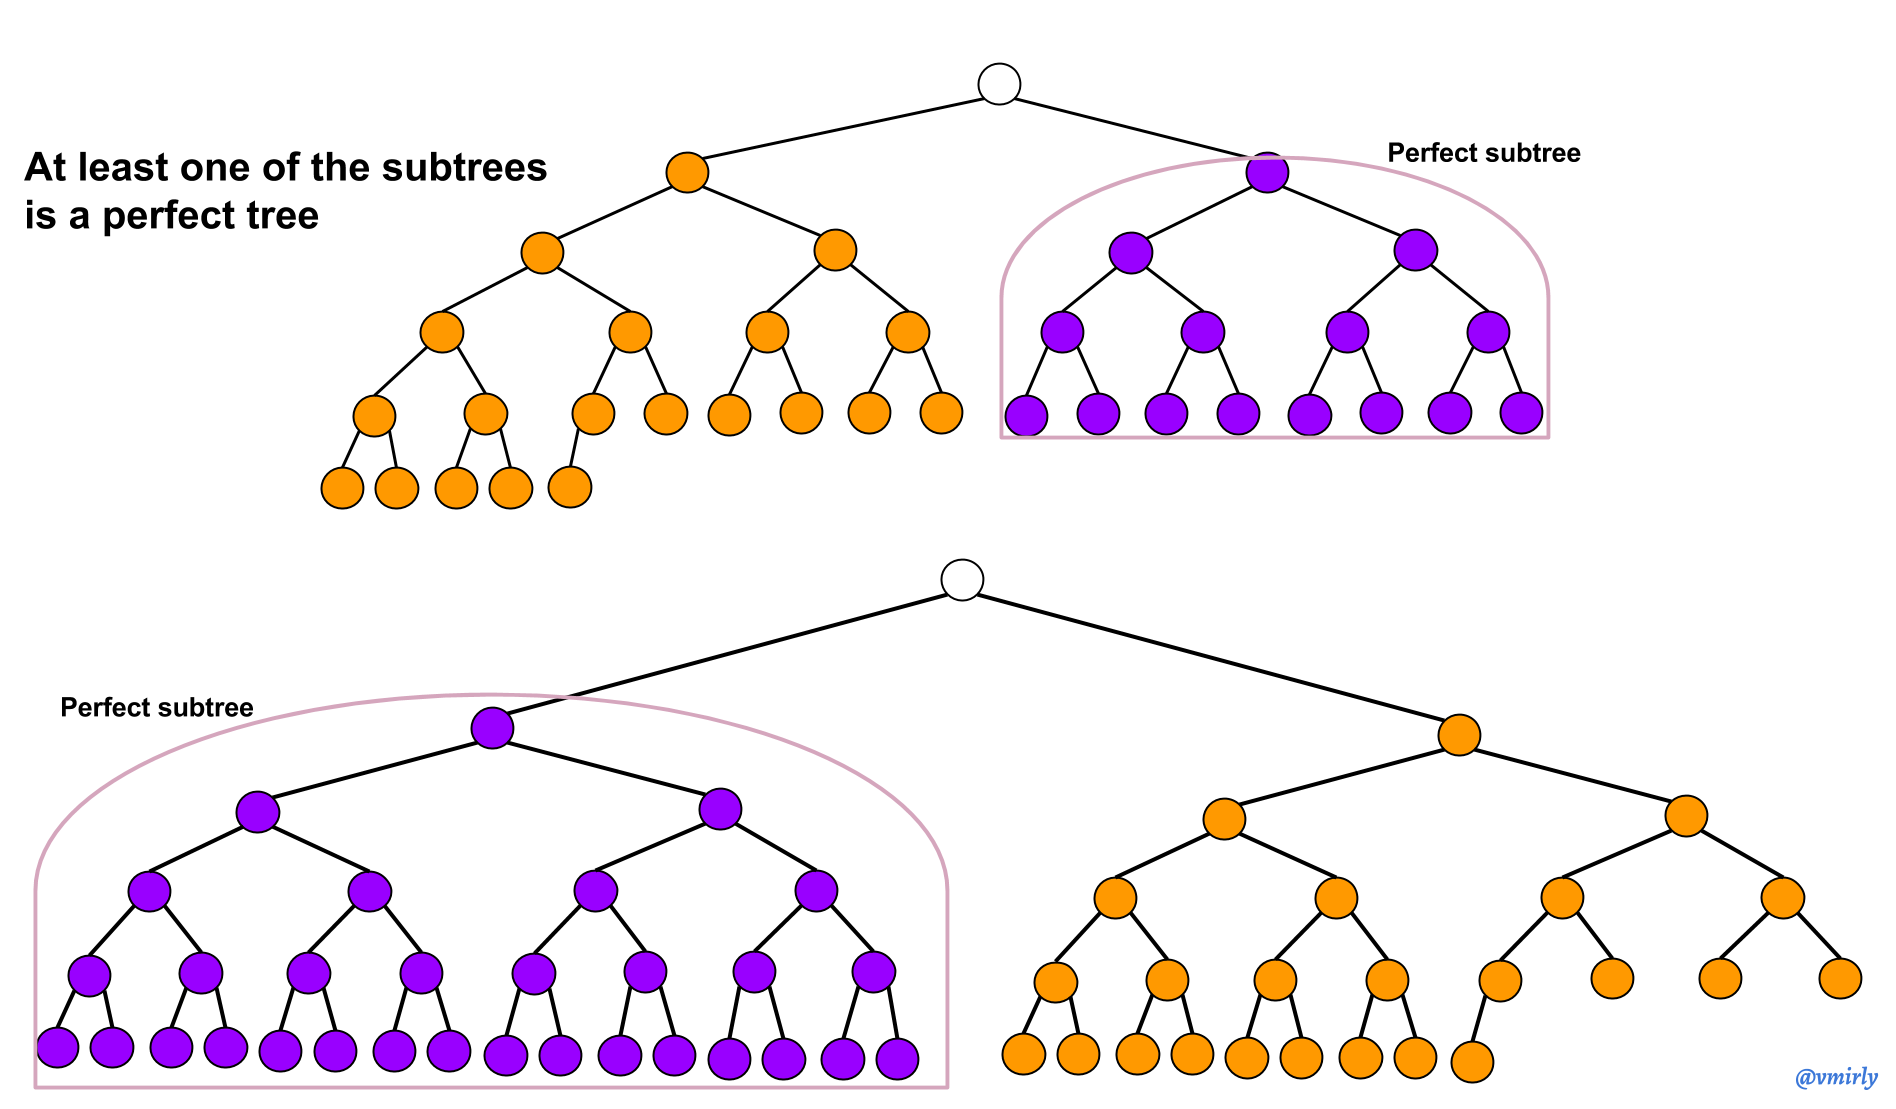 At least one of the subtrees
is a perfect tree
Perfect subtree
Perfect subtree
@vmirly